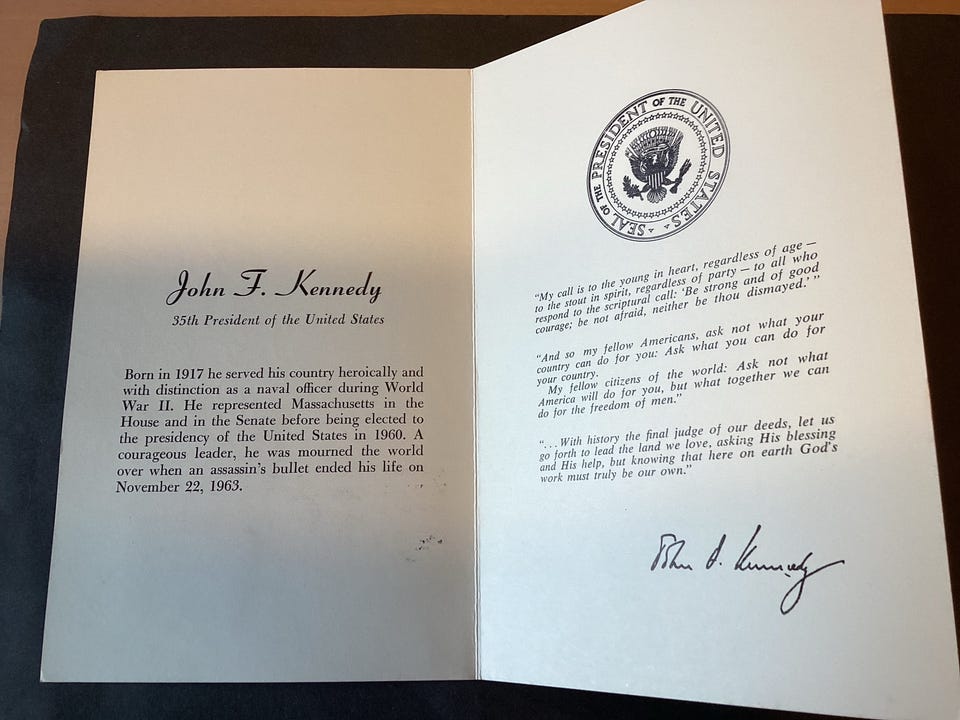 John F. Kennedy
35th President of the United States
Born in 1917 he served his country heroically and
with distinction as a naval officer during World
War II. He represented Massachusetts in the
House and in the Senate before being elected to
the presidency of the United States in 1960. A
courageous leader, he was mourned the world
over when an assassin's bullet ended his life on
November 22, 1963.
SEAL OF THE PRESIDENT OF THE UNITED STATES
"My call is to the young in heart, regardless of age —
to the stout in spirit, regardless of party — to all who
respond to the scriptural call: 'Be strong and of good
courage; be not afraid, neither be thou dismayed.' "
"And so my fellow Americans, ask not what your
country can do for you: Ask what you can do for
your country.
My fellow citizens of the world: Ask not what
America will do for you, but what together we can
do for the freedom of men."
"...With history the final judge of our deeds, let us
go forth to lead the land we love, asking His blessing
and His help, but knowing that here on earth God's
work must truly be our own."
John F. Kennedy